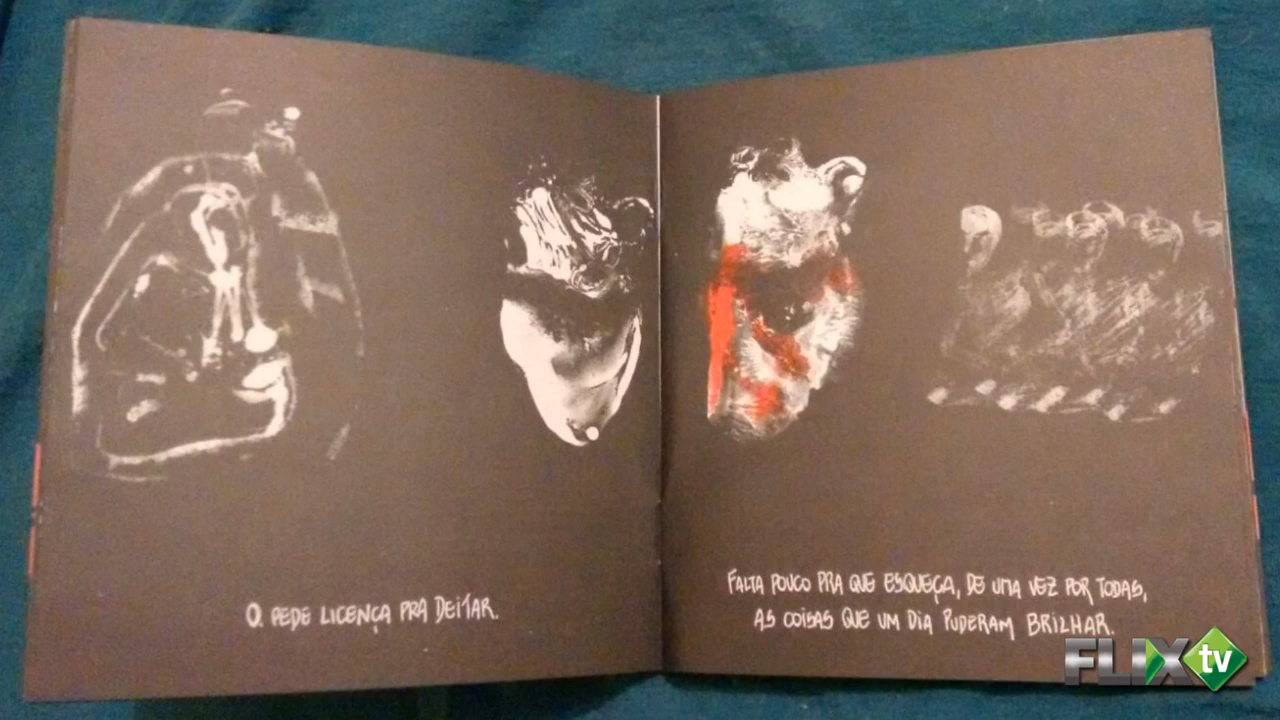 O. PEDE LICENÇA PRA DEITAR.
FALTA POUCO PRA QUE ESQUEÇA, DE UMA VEZ POR TODAS,
AS COISAS QUE UM DIA PUDERAM BRILHAR.
FLIX tv